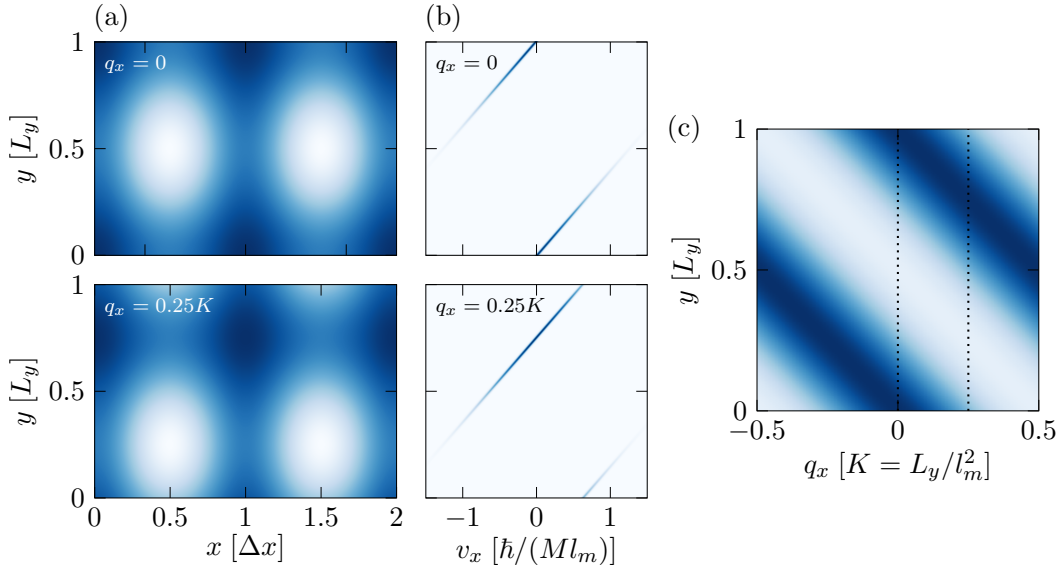 (a)
(b)
1
0.5
0
y [L_y]
q_x = 0
q_x = 0
1
0.5
0
y [L_y]
q_x = 0.25K
q_x = 0.25K
0
0.5
1
1.5
2
x [Δx]
−1
0
1
v_x [ℏ/(Ml_m)]
(c)
1
0.5
0
y [L_y]
−0.5
0
0.5
q_x [K = L_y/l_m^2]